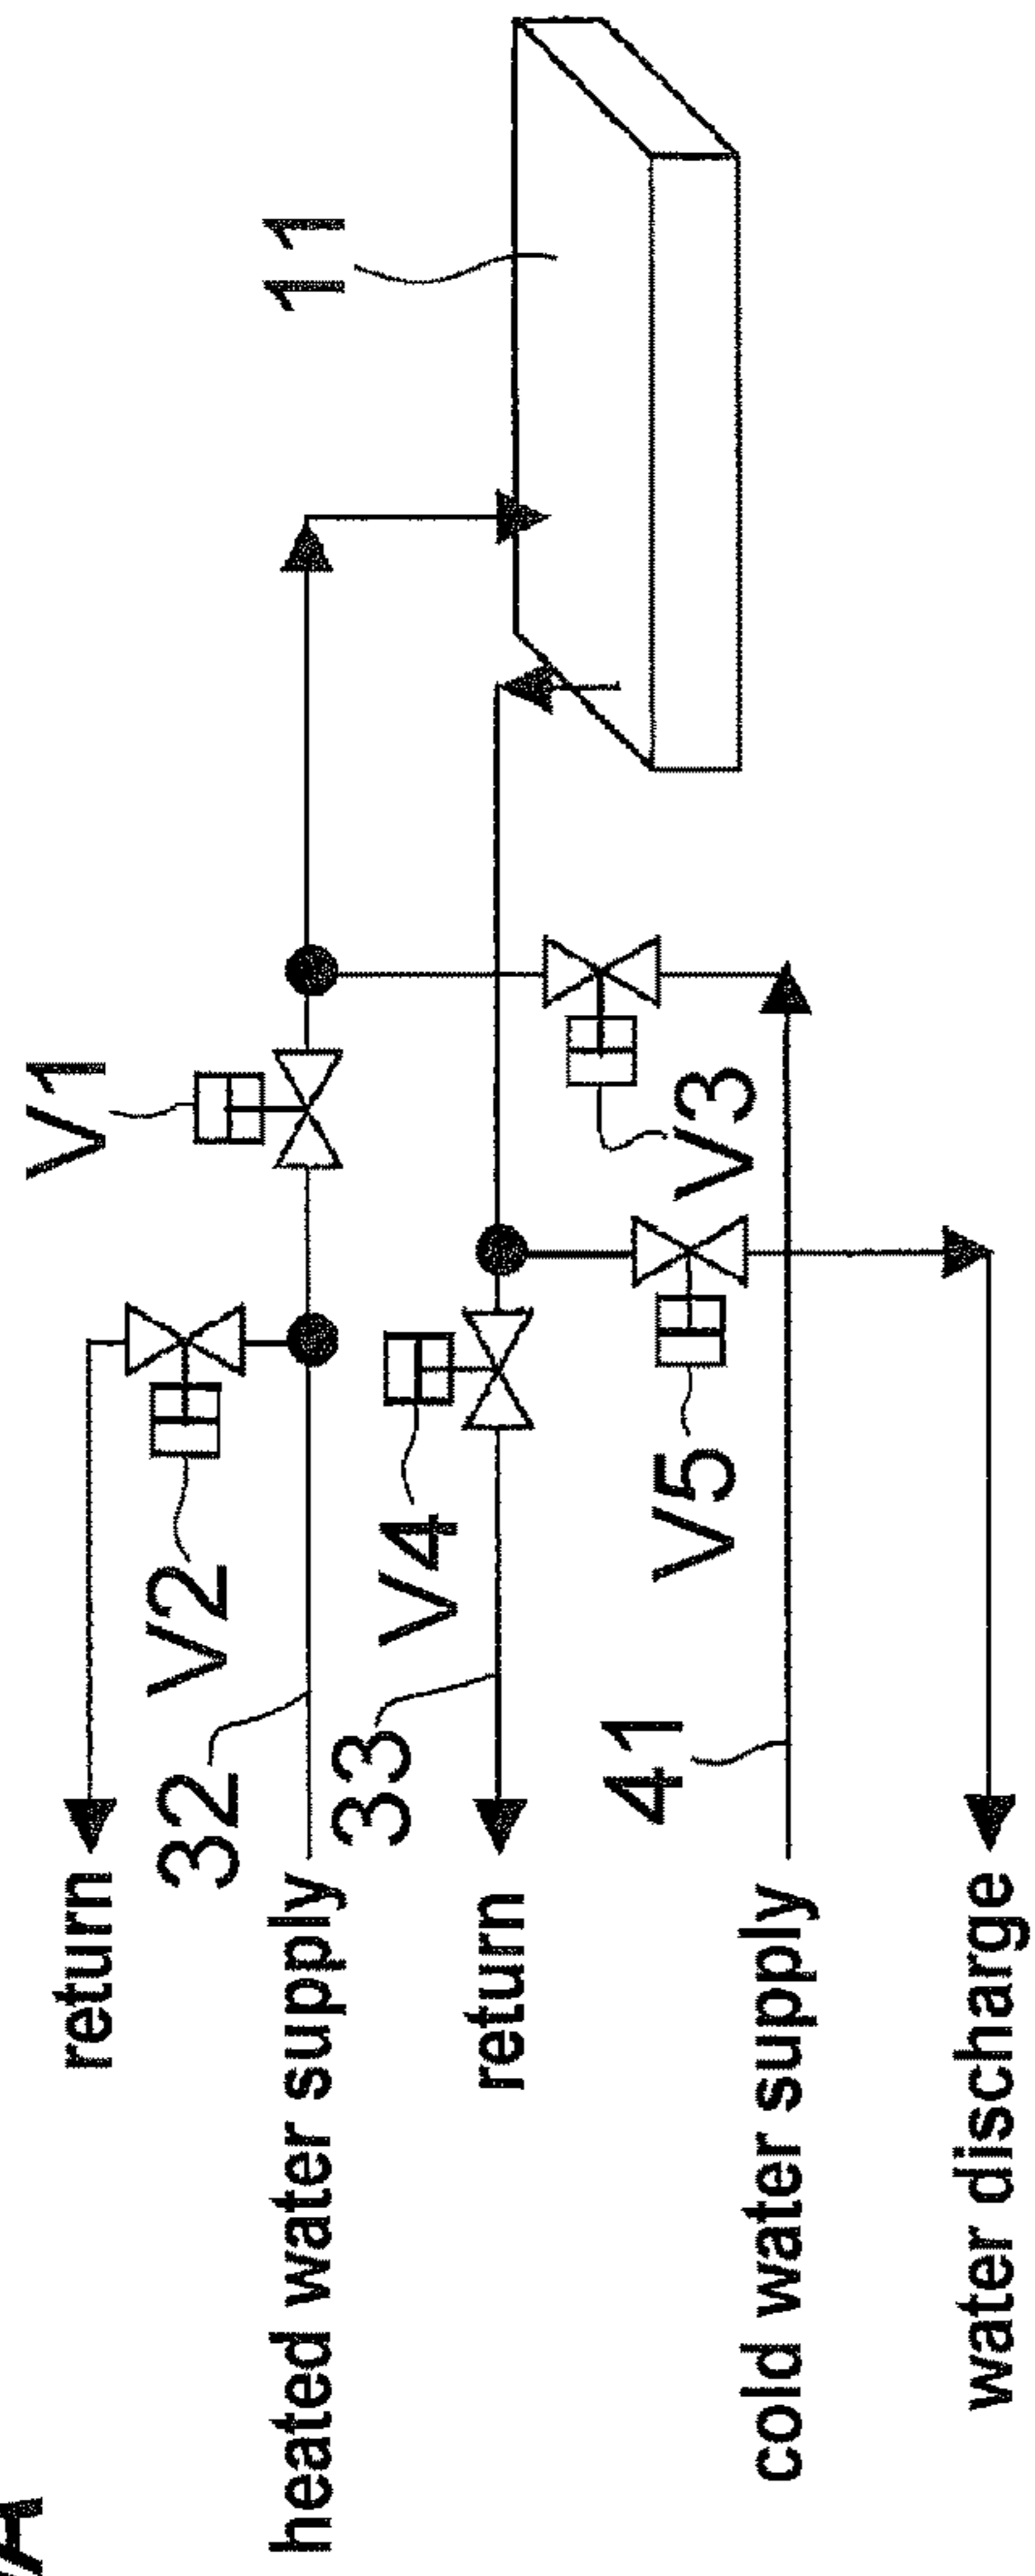 return
V2
V1
32
heated water supply
11
33
V4
return
V5
V3
41
cold water supply
water discharge